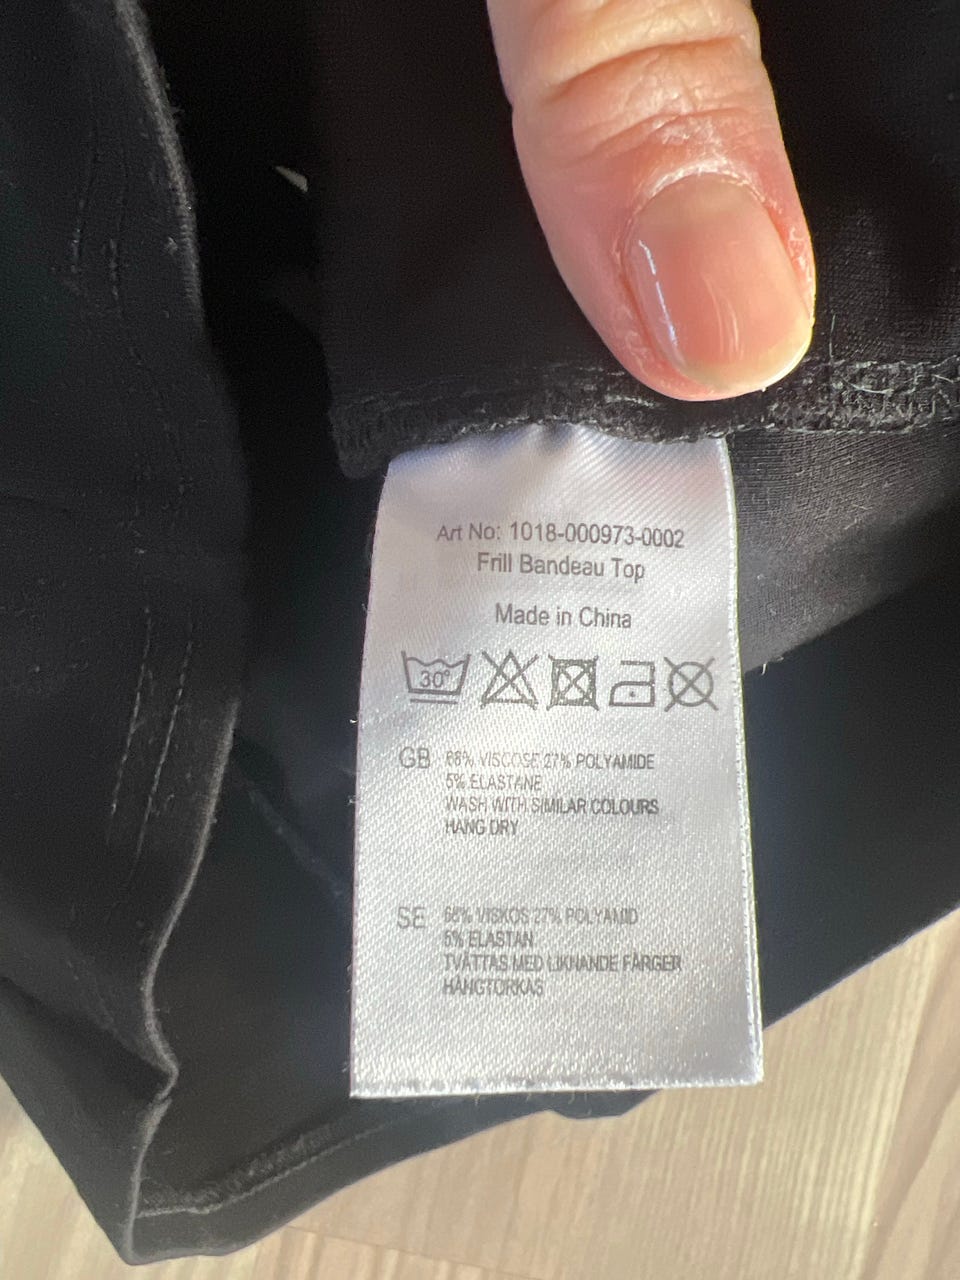 Art No: 1018-000973-0002
Frill Bandeau Top
Made in China
30°
GB 68% VISCOSE 27% POLYAMIDE
5% ELASTANE
WASH WITH SIMILAR COLOURS
HANG DRY
SE 68% VISKOS 27% POLYAMID
5% ELASTAN
TVÄTTAS MED LIKNANDE FÄRGER
HÄNGTORKAS